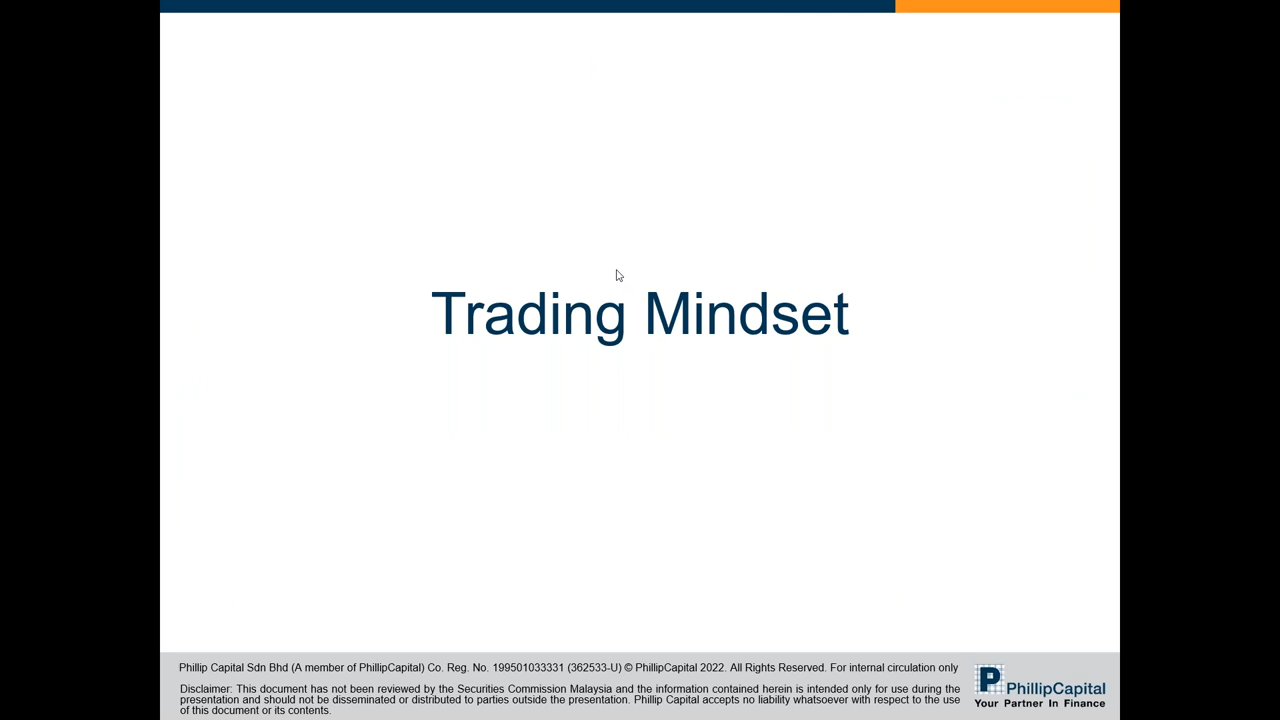 Trading Mindset
Phillip Capital Sdn Bhd (A member of PhillipCapital) Co. Reg. No. 199501033331 (362533-U) © PhillipCapital 2022. All Rights Reserved. For internal circulation only
Disclaimer: This document has not been reviewed by the Securities Commission Malaysia and the information contained herein is intended only for use during the
presentation and should not be disseminated or distributed to parties outside the presentation. Phillip Capital accepts no liability whatsoever with respect to the use
of this document or its contents.
P
PhillipCapital
Your Partner In Finance